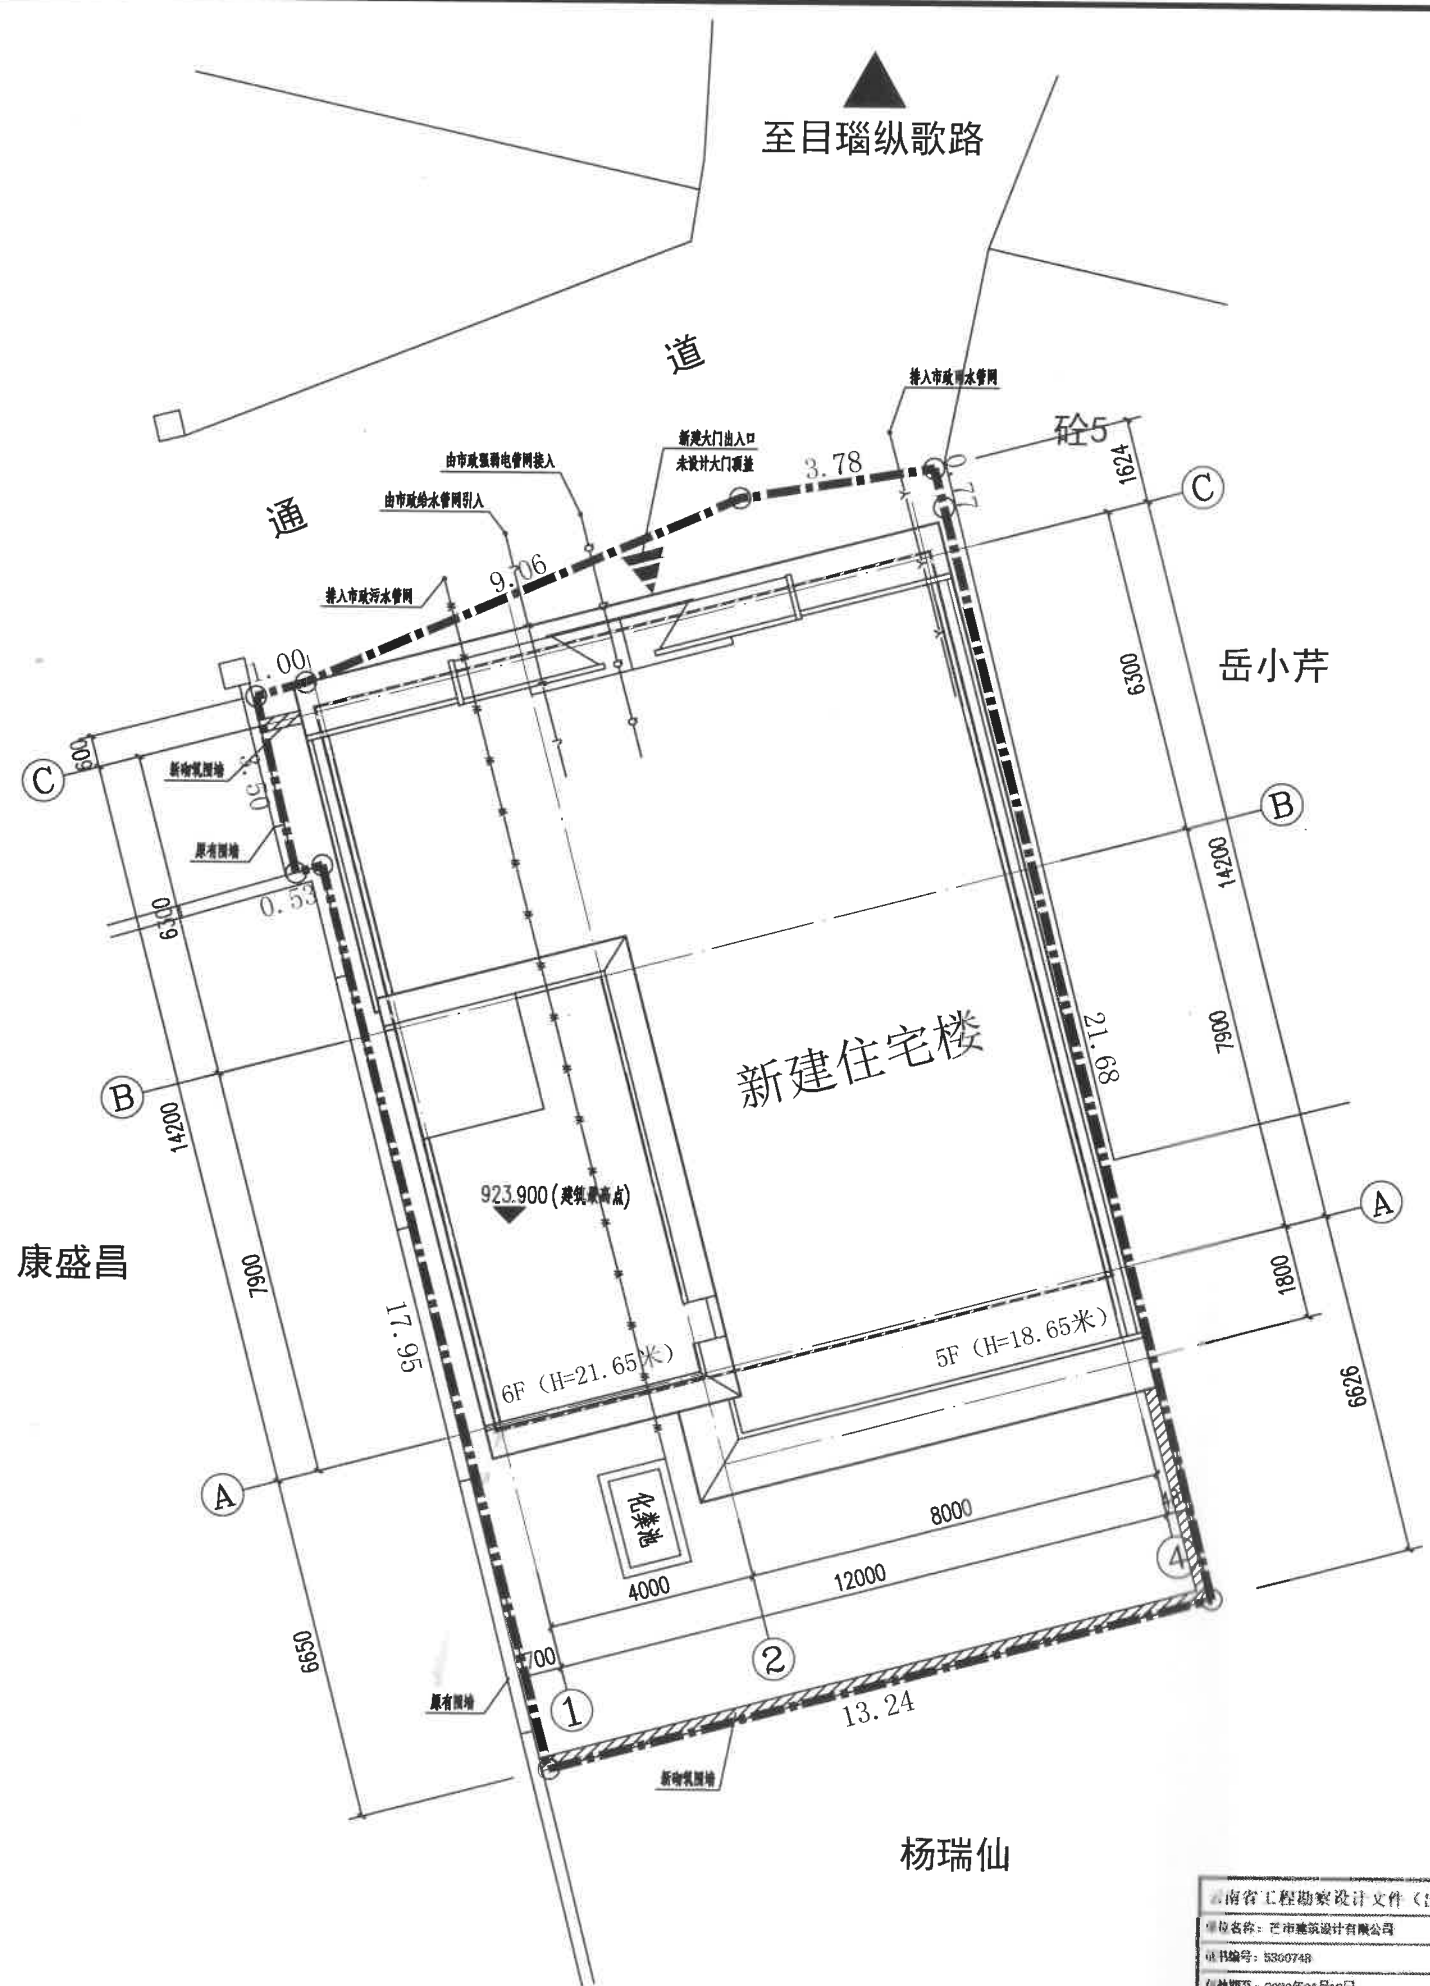 至目瑙纵歌路
道
排入市政雨水管网
砼5
新建大门出入口
未设计大门顶盖
由市政强弱电管网接入
3.78
0.77
1624
C
由市政给水管网引入
通
9.06
排入市政污水管网
1.00
6300
岳小芹
600
C
新砌筑围墙
原有围墙
B
14200
0.53
6300
新建住宅楼
21.68
7900
B
14200
923.900(建筑最高点)
A
康盛昌
7900
17.95
1800
5F（H=18.65米）
6F（H=21.65米）
6626
A
化粪池
8000
4
4000
12000
6650
700
2
原有围墙
1
13.24
新砌筑围墙
杨瑞仙
云南省工程勘察设计文件
单位名称：芒市建筑设计有限公司
证书编号：5300748